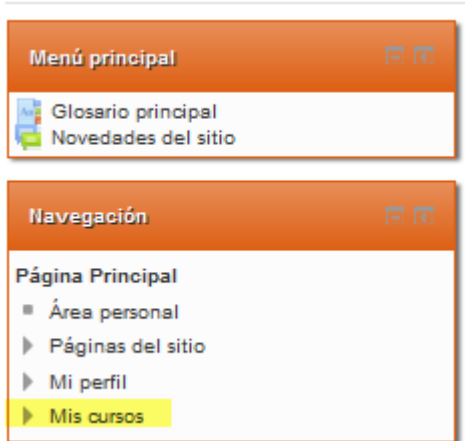 Menú principal
Glosario principal
Novedades del sitio
Navegación
Página Principal
Área personal
Páginas del sitio
Mi perfil
Mis cursos